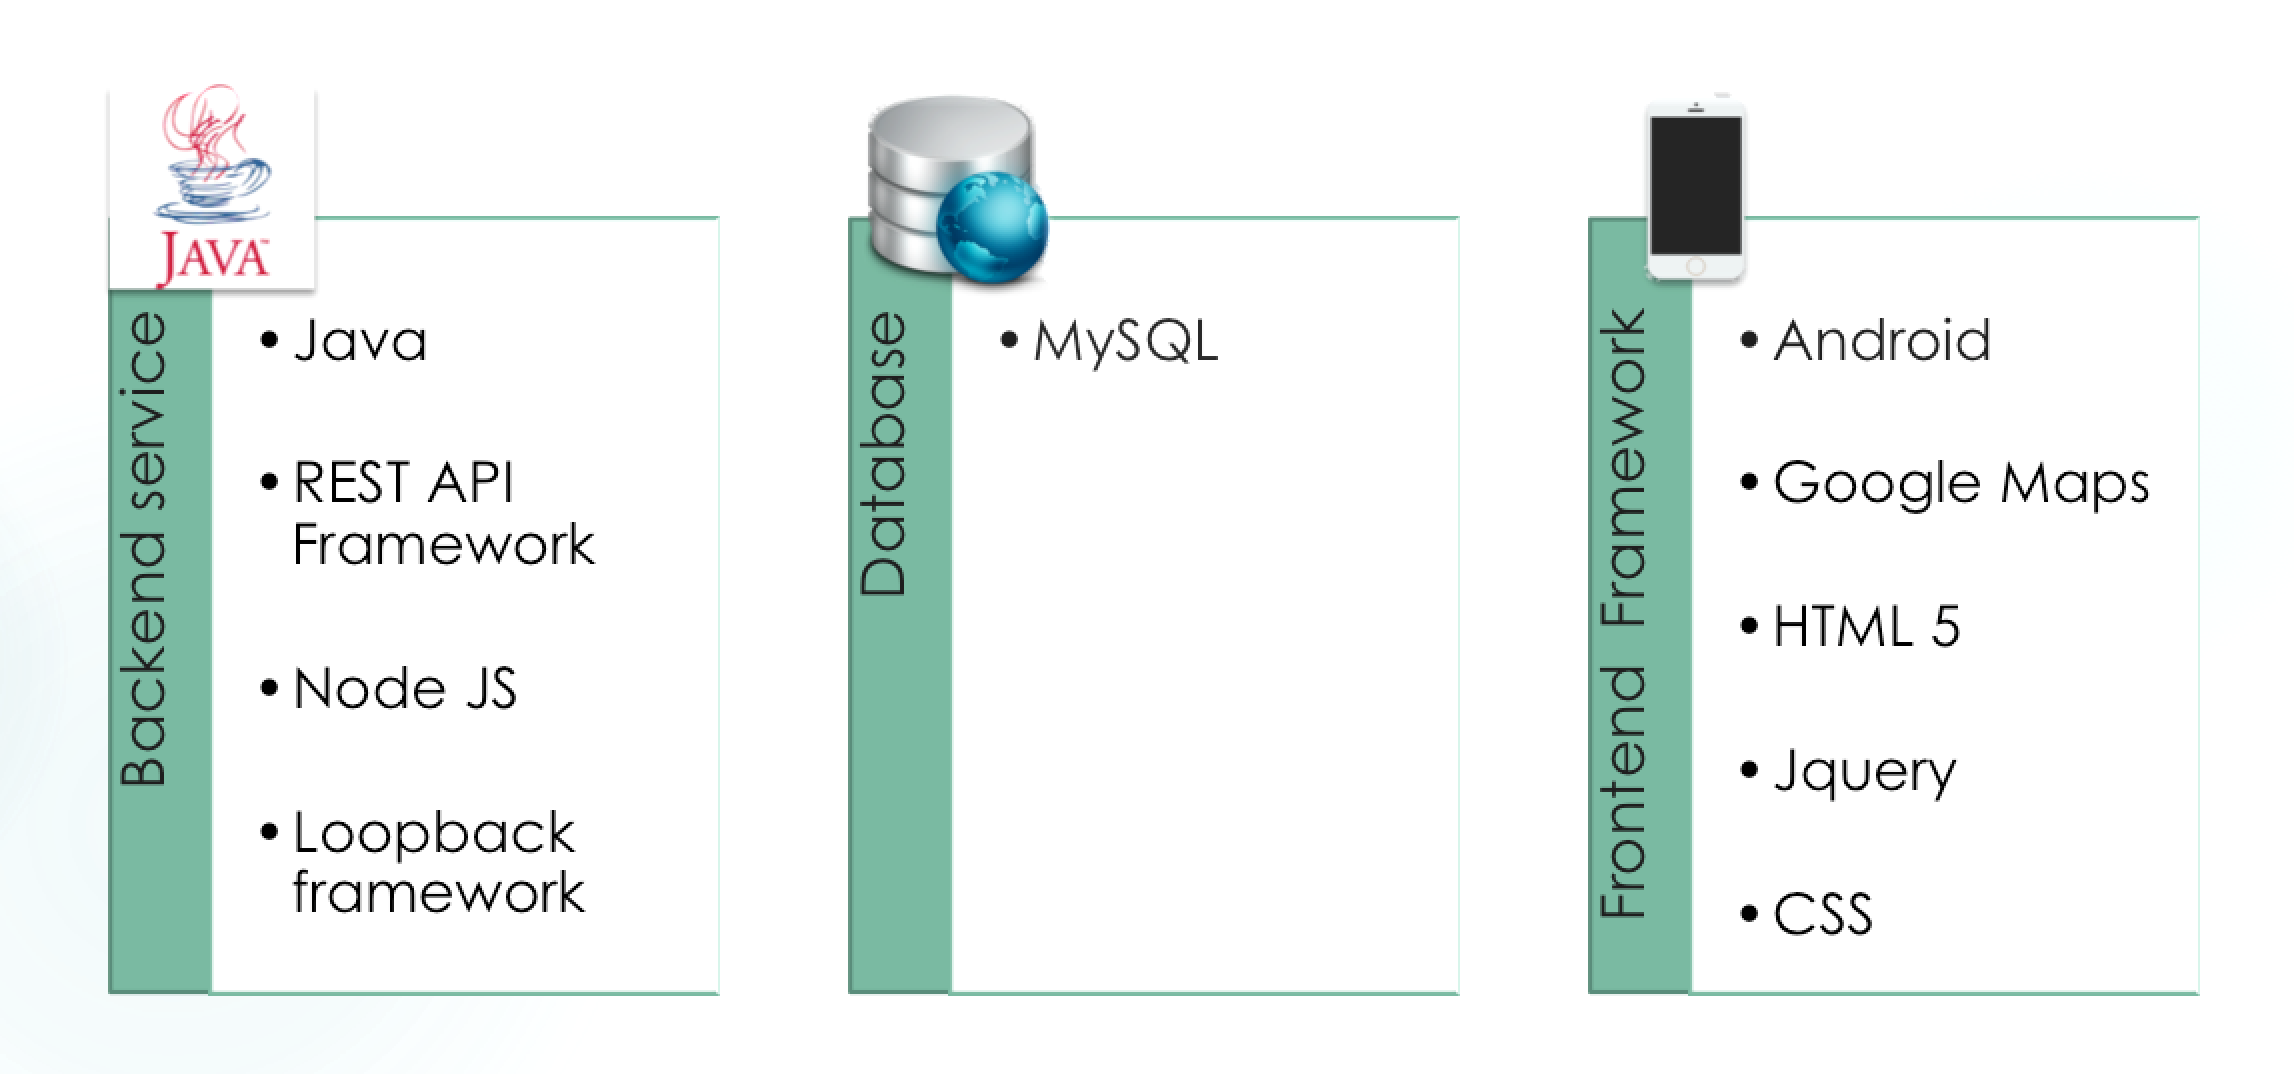 JAVA™
Backend service
• Java
• REST API
Framework
• Node JS
• Loopback
framework
Database
• MySQL
Frontend Framework
• Android
• Google Maps
• HTML 5
• Jquery
• CSS